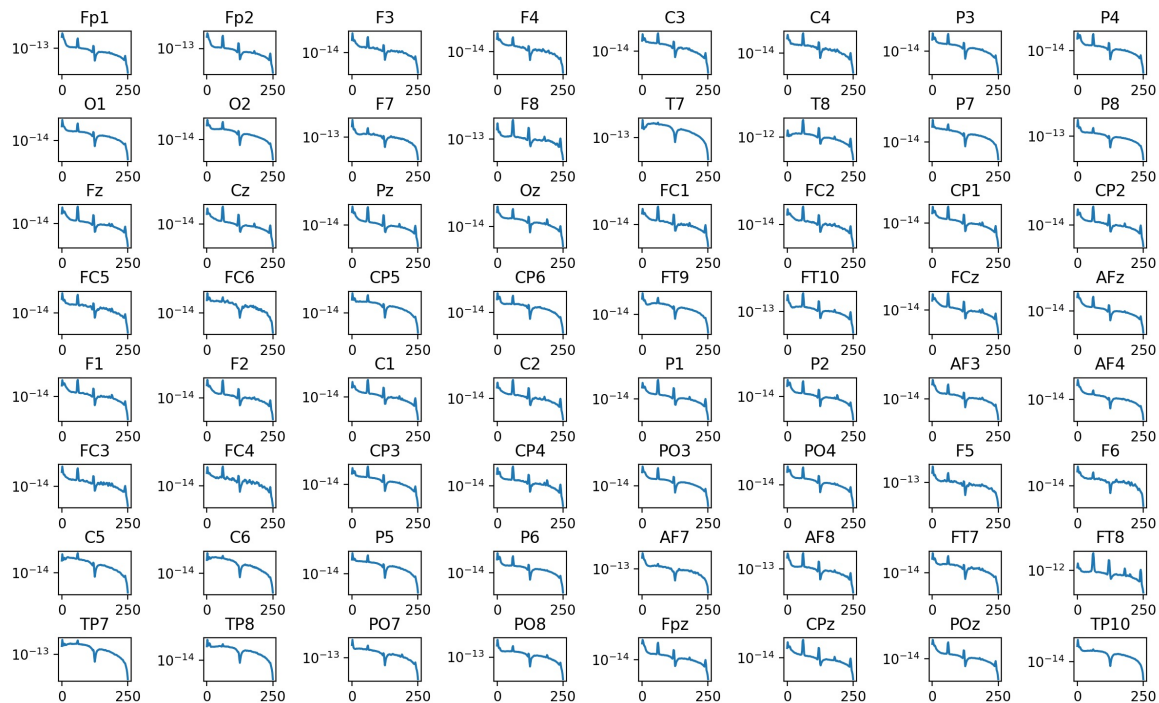 Fp1 Fp2 F3 F4 C3 C4 P3 P4
10⁻¹³ 10⁻¹³ 10⁻¹⁴ 10⁻¹⁴ 10⁻¹⁴ 10⁻¹⁴ 10⁻¹⁴ 10⁻¹⁴
0 250 0 250 0 250 0 250 0 250 0 250 0 250 0 250
O1 O2 F7 F8 T7 T8 P7 P8
10⁻¹⁴ 10⁻¹⁴ 10⁻¹³ 10⁻¹³ 10⁻¹³ 10⁻¹² 10⁻¹⁴ 10⁻¹³
0 250 0 250 0 250 0 250 0 250 0 250 0 250 0 250
Fz Cz Pz Oz FC1 FC2 CP1 CP2
10⁻¹⁴ 10⁻¹⁴ 10⁻¹⁴ 10⁻¹⁴ 10⁻¹⁴ 10⁻¹⁴ 10⁻¹⁴ 10⁻¹⁴
0 250 0 250 0 250 0 250 0 250 0 250 0 250 0 250
FC5 FC6 CP5 CP6 FT9 FT10 FCz AFz
10⁻¹⁴ 10⁻¹⁴ 10⁻¹⁴ 10⁻¹⁴ 10⁻¹⁴ 10⁻¹³ 10⁻¹⁴ 10⁻¹⁴
0 250 0 250 0 250 0 250 0 250 0 250 0 250 0 250
F1 F2 C1 C2 P1 P2 AF3 AF4
10⁻¹⁴ 10⁻¹⁴ 10⁻¹⁴ 10⁻¹⁴ 10⁻¹⁴ 10⁻¹⁴ 10⁻¹⁴ 10⁻¹⁴
0 250 0 250 0 250 0 250 0 250 0 250 0 250 0 250
FC3 FC4 CP3 CP4 PO3 PO4 F5 F6
10⁻¹⁴ 10⁻¹⁴ 10⁻¹⁴ 10⁻¹⁴ 10⁻¹⁴ 10⁻¹⁴ 10⁻¹³ 10⁻¹⁴
0 250 0 250 0 250 0 250 0 250 0 250 0 250 0 250
C5 C6 P5 P6 AF7 AF8 FT7 FT8
10⁻¹⁴ 10⁻¹⁴ 10⁻¹⁴ 10⁻¹⁴ 10⁻¹³ 10⁻¹³ 10⁻¹⁴ 10⁻¹²
0 250 0 250 0 250 0 250 0 250 0 250 0 250 0 250
TP7 TP8 PO7 PO8 Fpz CPz POz TP10
10⁻¹³ 10⁻¹⁴ 10⁻¹³ 10⁻¹³ 10⁻¹⁴ 10⁻¹⁴ 10⁻¹⁴ 10⁻¹⁴
0 250 0 250 0 250 0 250 0 250 0 250 0 250 0 250